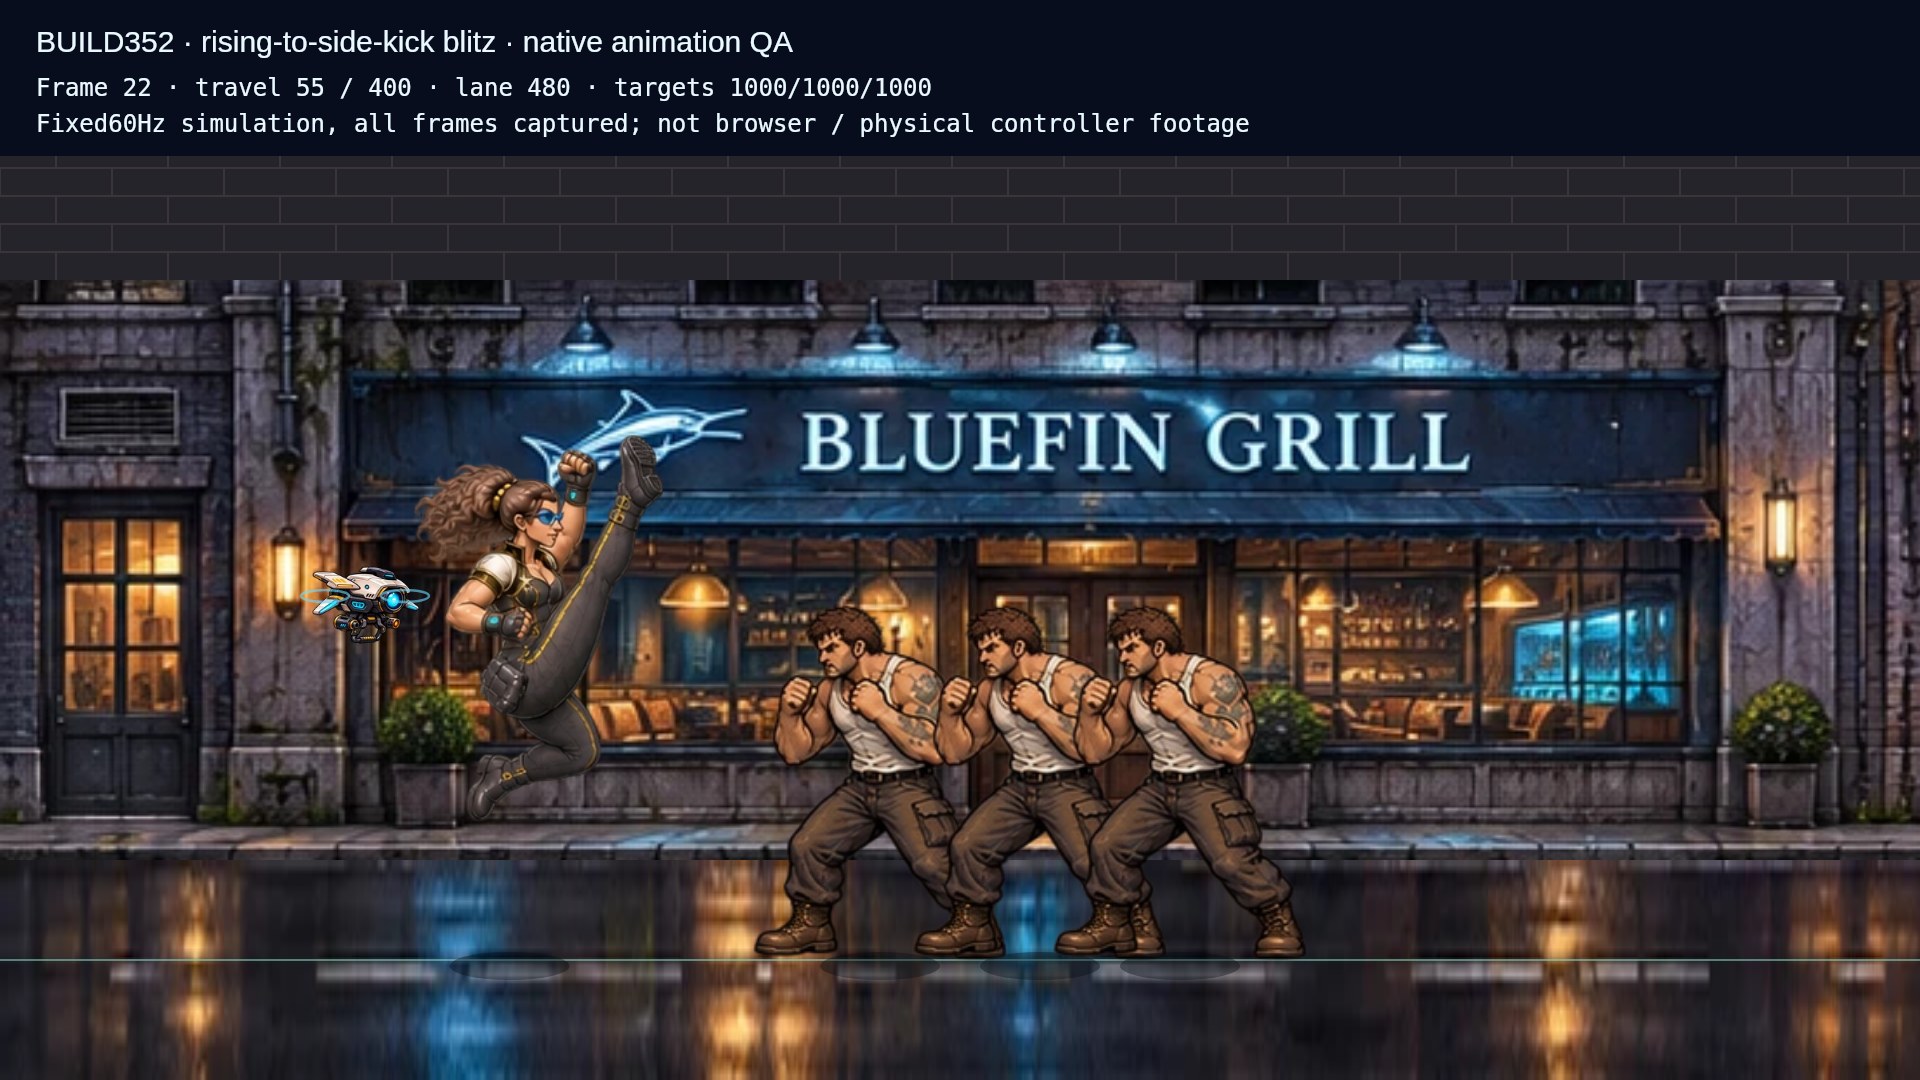 BUILD352 · rising-to-side-kick blitz · native animation QA
Frame 22 · travel 55 / 400 · lane 480 · targets 1000/1000/1000
Fixed60Hz simulation, all frames captured; not browser / physical controller footage
BLUEFIN GRILL